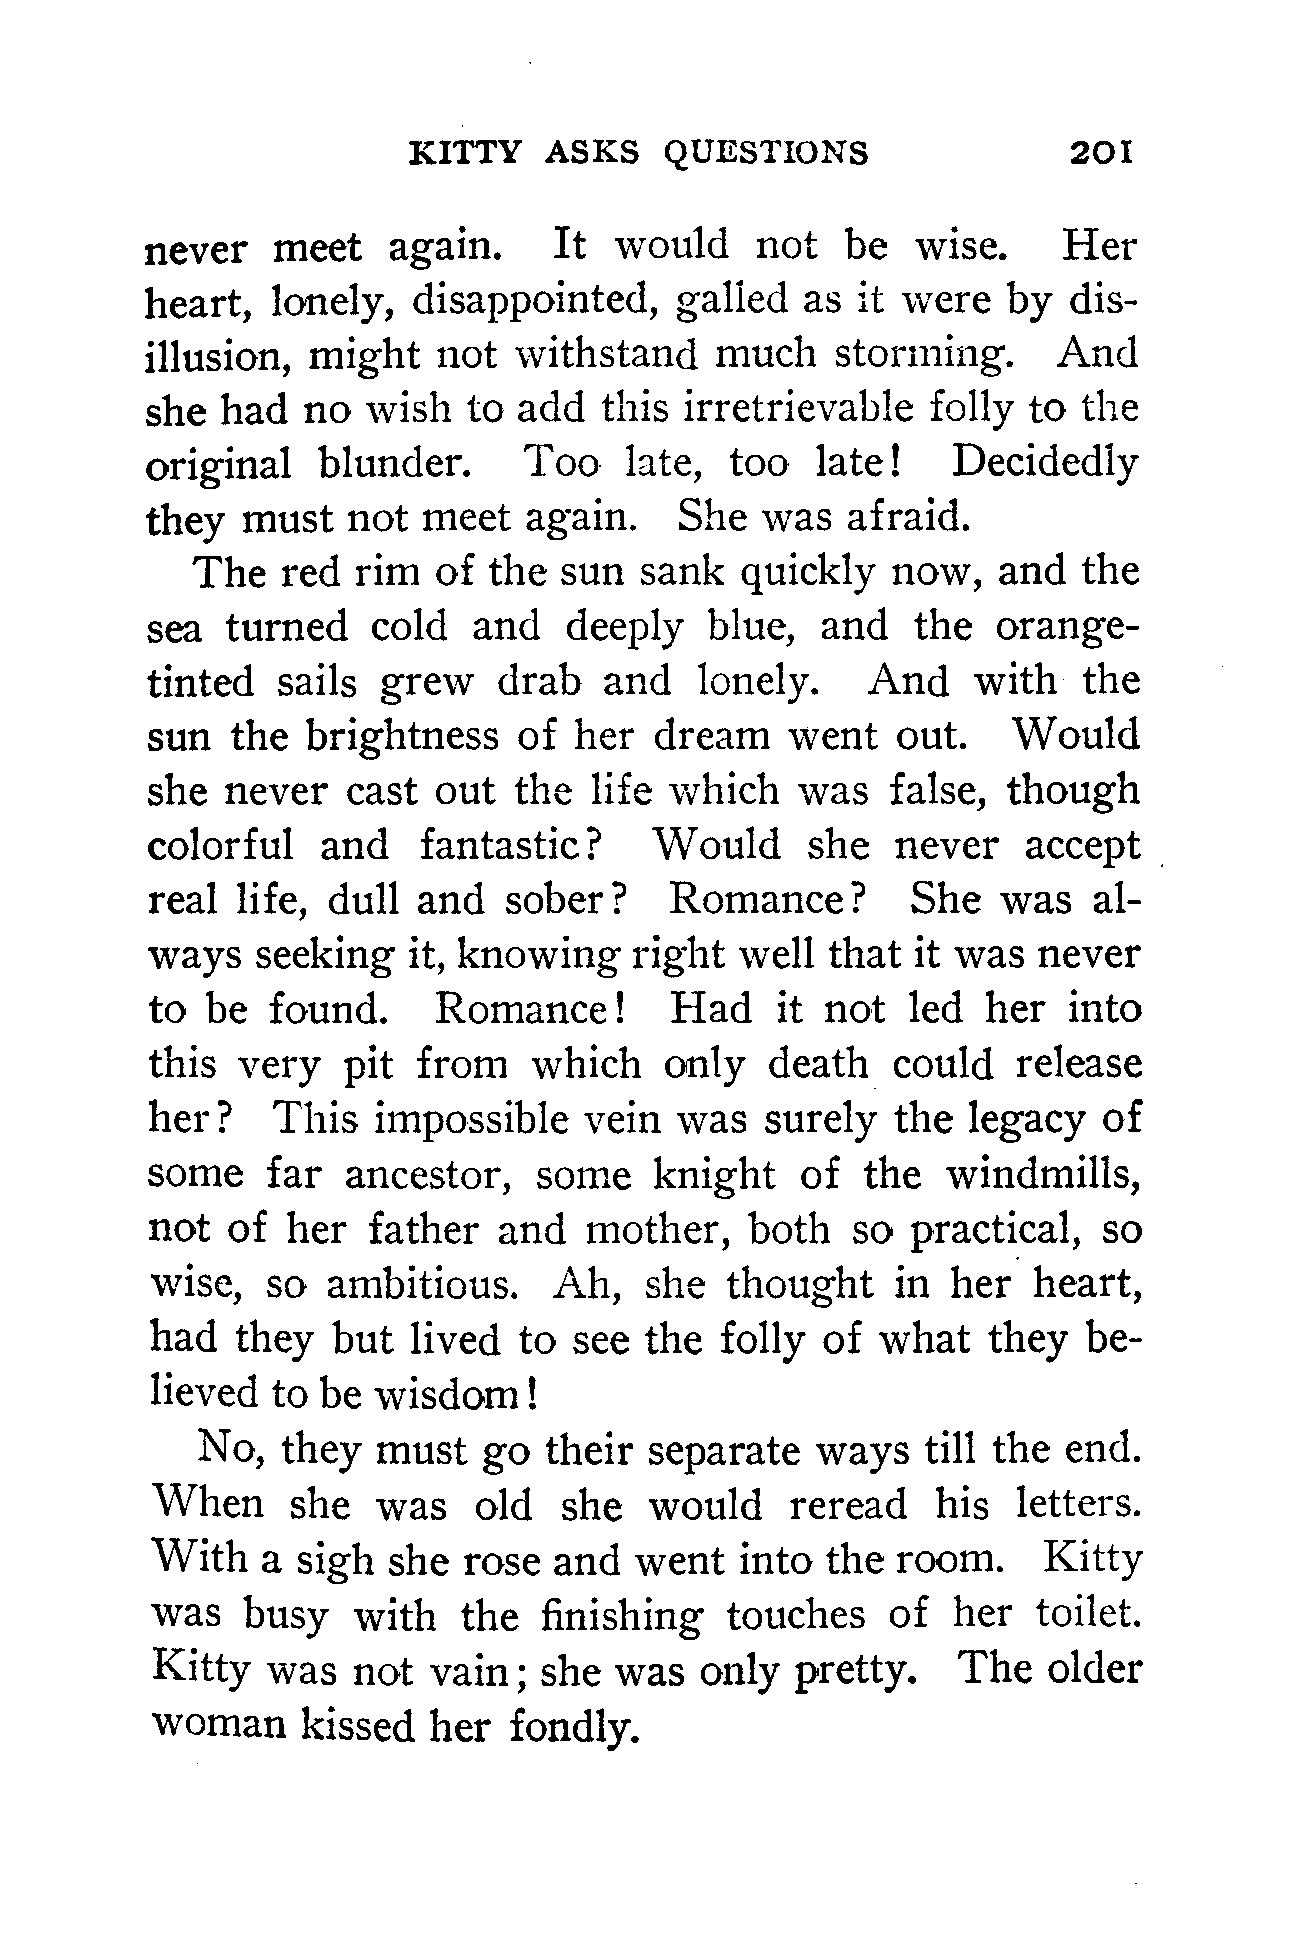 KITTY ASKS QUESTIONS 201
never meet again. It would not be wise. Her
heart, lonely, disappointed, galled as it were by dis-
illusion, might not withstand much storming. And
she had no wish to add this irretrievable folly to the
original blunder. Too late, too late! Decidedly
they must not meet again. She was afraid.
The red rim of the sun sank quickly now, and the
sea turned cold and deeply blue, and the orange-
tinted sails grew drab and lonely. And with the
sun the brightness of her dream went out. Would
she never cast out the life which was false, though
colorful and fantastic? Would she never accept
real life, dull and sober? Romance? She was al-
ways seeking it, knowing right well that it was never
to be found. Romance! Had it not led her into
this very pit from which only death could release
her? This impossible vein was surely the legacy of
some far ancestor, some knight of the windmills,
not of her father and mother, both so practical, so
wise, so ambitious. Ah, she thought in her heart,
had they but lived to see the folly of what they be-
lieved to be wisdom!
No, they must go their separate ways till the end.
When she was old she would reread his letters.
With a sigh she rose and went into the room. Kitty
was busy with the finishing touches of her toilet.
Kitty was not vain; she was only pretty. The older
woman kissed her fondly.